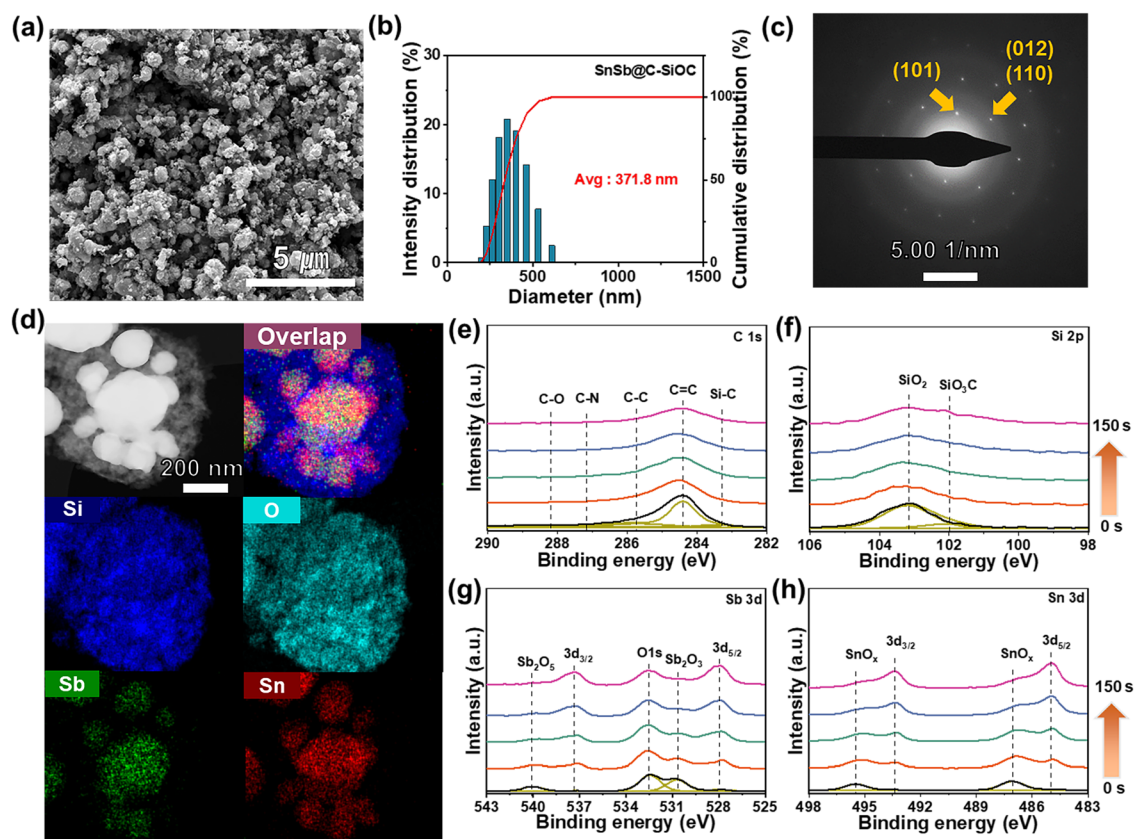 (a)
5 μm
(b)
SnSb@C-SiOC
Avg : 371.8 nm
Intensity distribution (%)
30
20
10
0
Cumulative distribution (%)
100
50
0
0 500 1000 1500
Diameter (nm)
(c)
(101)
(012)
(110)
5.00 1/nm
(d)
200 nm
Overlap
Si
O
Sb
Sn
(e)
C 1s
C-O C-N C-C C=C Si-C
Intensity (a.u.)
290 288 286 284 282
Binding energy (eV)
(f)
Si 2p
SiO2 SiO3C
Intensity (a.u.)
106 104 102 100 98
Binding energy (eV)
150 s
0 s
(g)
Sb 3d
Sb2O5 3d3/2 O1s Sb2O3 3d5/2
Intensity (a.u.)
543 540 537 534 531 528 525
Binding energy (eV)
(h)
Sn 3d
SnOx 3d3/2 SnOx 3d5/2
Intensity (a.u.)
498 495 492 489 486 483
Binding energy (eV)
150 s
0 s